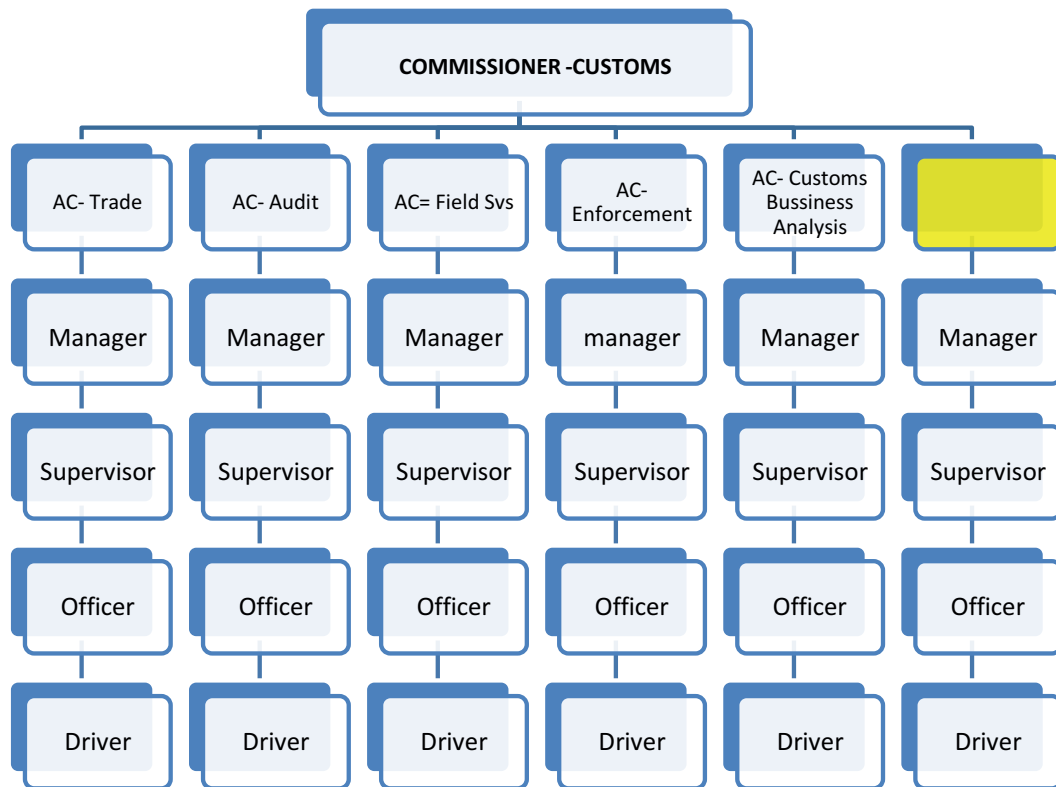 COMMISSIONER -CUSTOMS
AC- Trade
AC- Audit
AC= Field Svs
AC-
Enforcement
AC- Customs
Bussiness
Analysis
Manager
Manager
Manager
manager
Manager
Manager
Supervisor
Supervisor
Supervisor
Supervisor
Supervisor
Supervisor
Officer
Officer
Officer
Officer
Officer
Officer
Driver
Driver
Driver
Driver
Driver
Driver